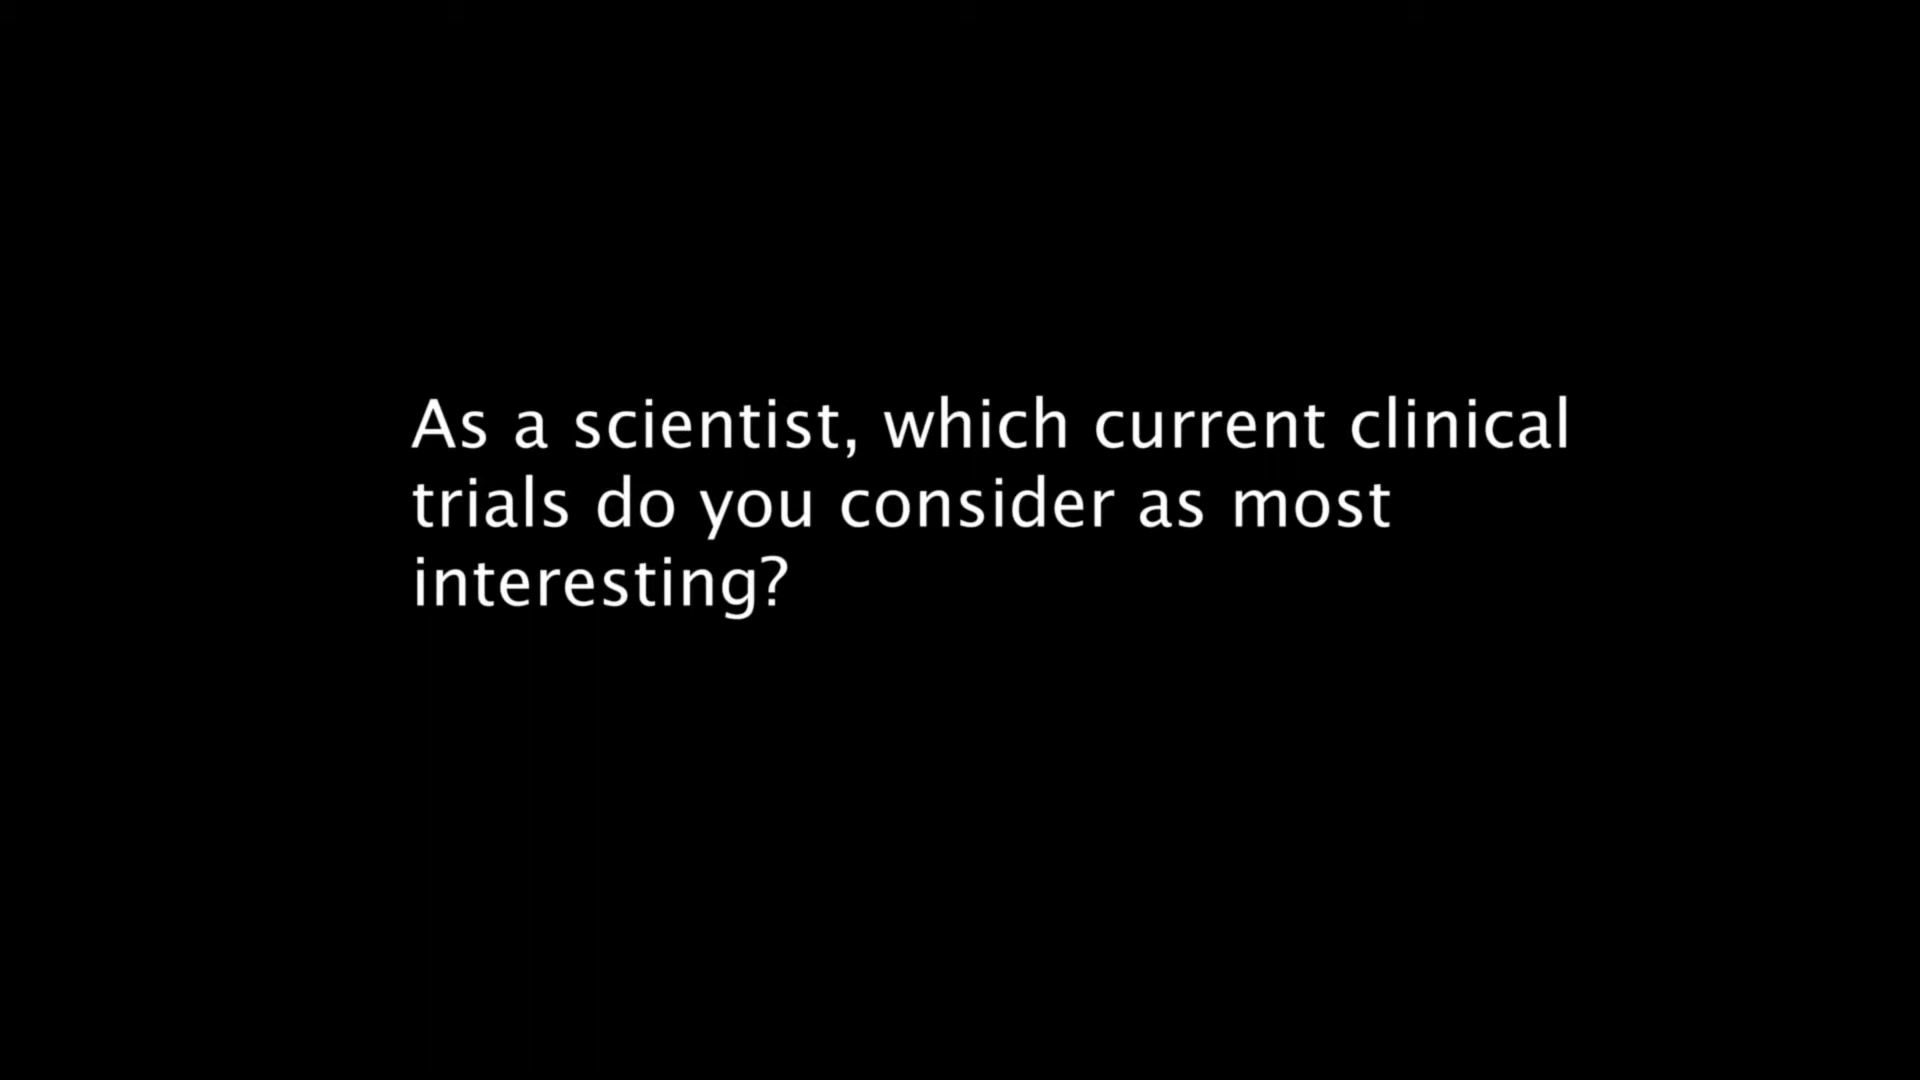 As a scientist, which current clinical
trials do you consider as most
interesting?